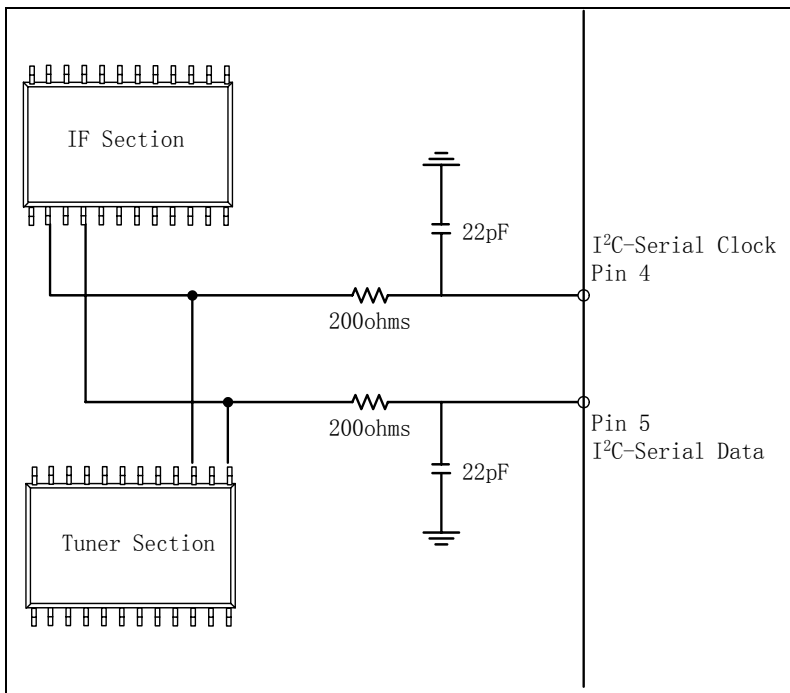 IF Section
22pF
I²C-Serial Clock
Pin 4
200ohms
200ohms
Pin 5
I²C-Serial Data
22pF
Tuner Section